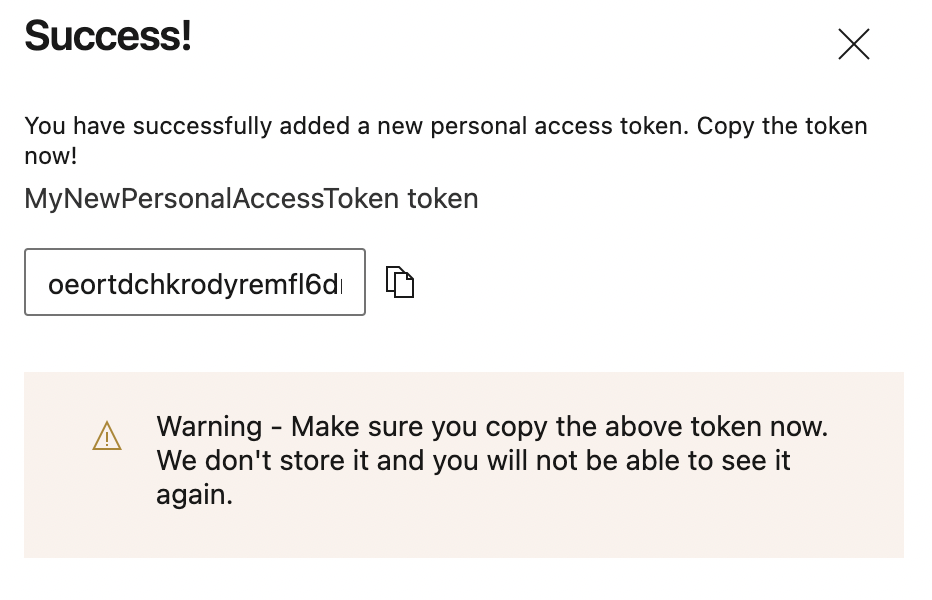 Success!
You have successfully added a new personal access token. Copy the token
now!
MyNewPersonalAccessToken token
oeortdchkrodyremfl6d
Warning - Make sure you copy the above token now.
We don't store it and you will not be able to see it
again.